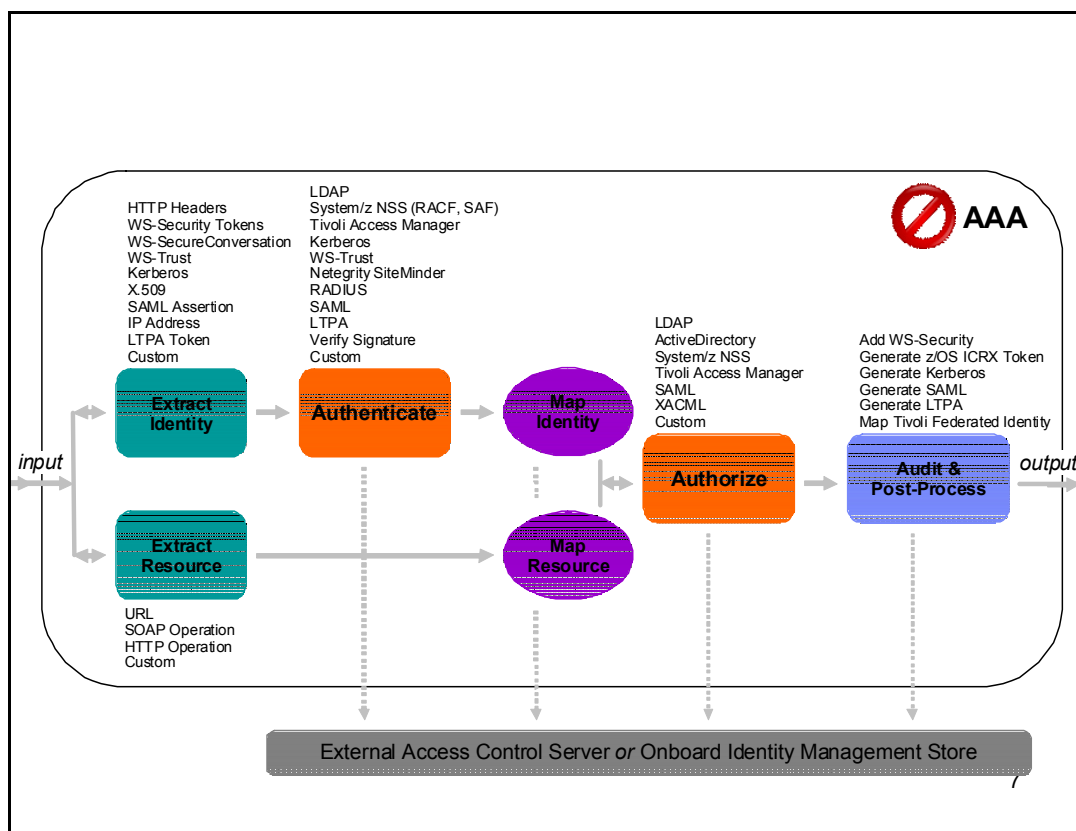 AAA
HTTP Headers
WS-Security Tokens
WS-SecureConversation
WS-Trust
Kerberos
X.509
SAML Assertion
IP Address
LTPA Token
Custom
LDAP
System/z NSS (RACF, SAF)
Tivoli Access Manager
Kerberos
WS-Trust
Netegrity SiteMinder
RADIUS
SAML
LTPA
Verify Signature
Custom
LDAP
ActiveDirectory
System/z NSS
Tivoli Access Manager
SAML
XACML
Custom
Add WS-Security
Generate z/OS ICRX Token
Generate Kerberos
Generate SAML
Generate LTPA
Map Tivoli Federated Identity
input
Extract
Identity
Authenticate
Map
Identity
Authorize
Audit &
Post-Process
output
Extract
Resource
Map
Resource
URL
SOAP Operation
HTTP Operation
Custom
External Access Control Server or Onboard Identity Management Store
7